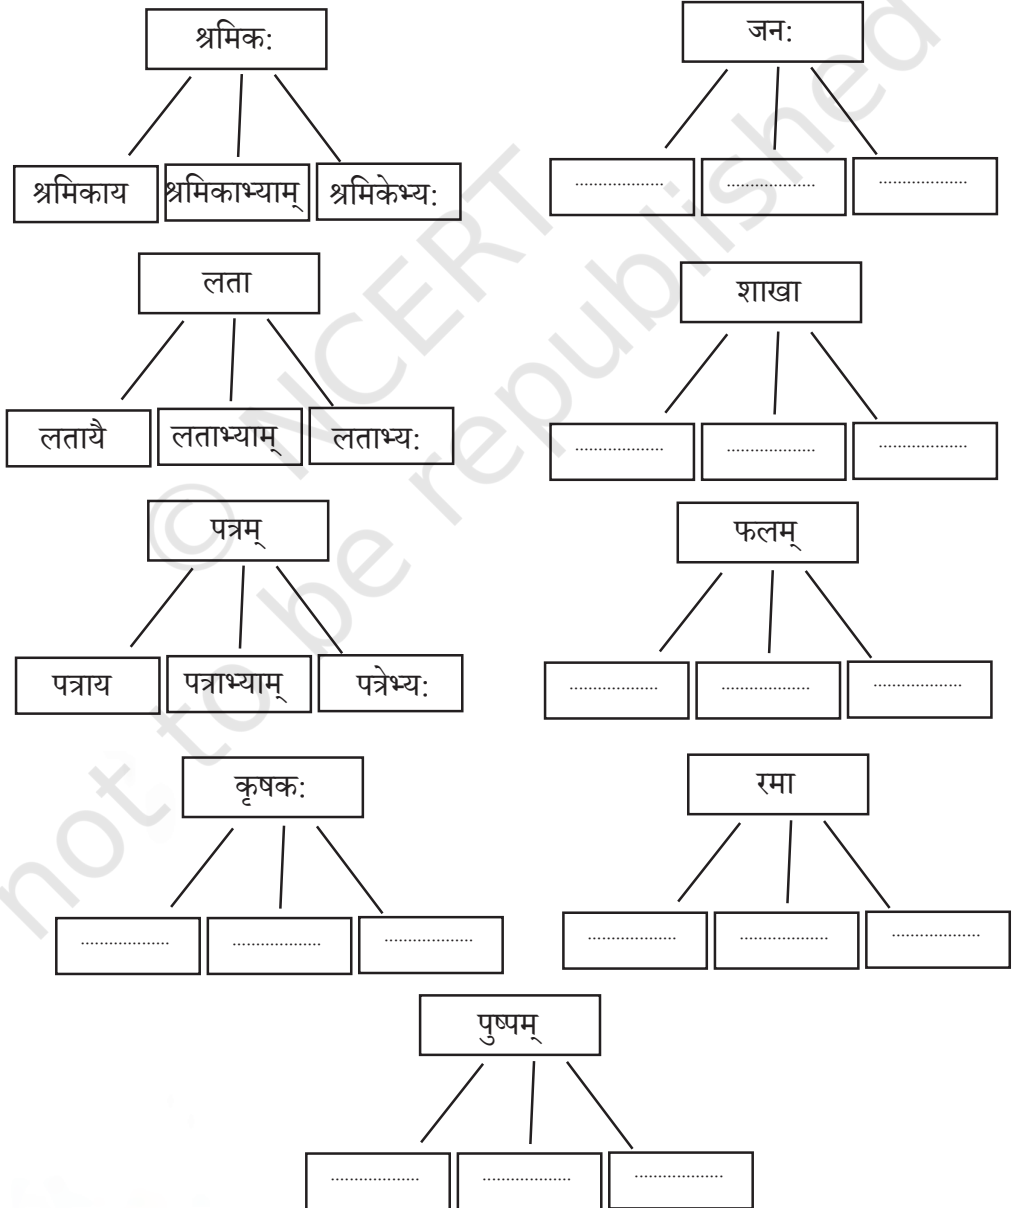 श्रमिक:
जन:
श्रमिकाय श्रमिकाभ्याम् श्रमिकेभ्य:
.................... .................... ....................
लता
शाखा
लतायै लताभ्याम् लताभ्य:
.................... .................... ....................
पत्रम्
फलम्
पत्राय पत्राभ्याम् पत्रेभ्य:
.................... .................... ....................
कृषक:
रमा
.................... .................... ....................
.................... .................... ....................
पुष्पम्
.................... .................... ....................
© NCERT
not to be republished